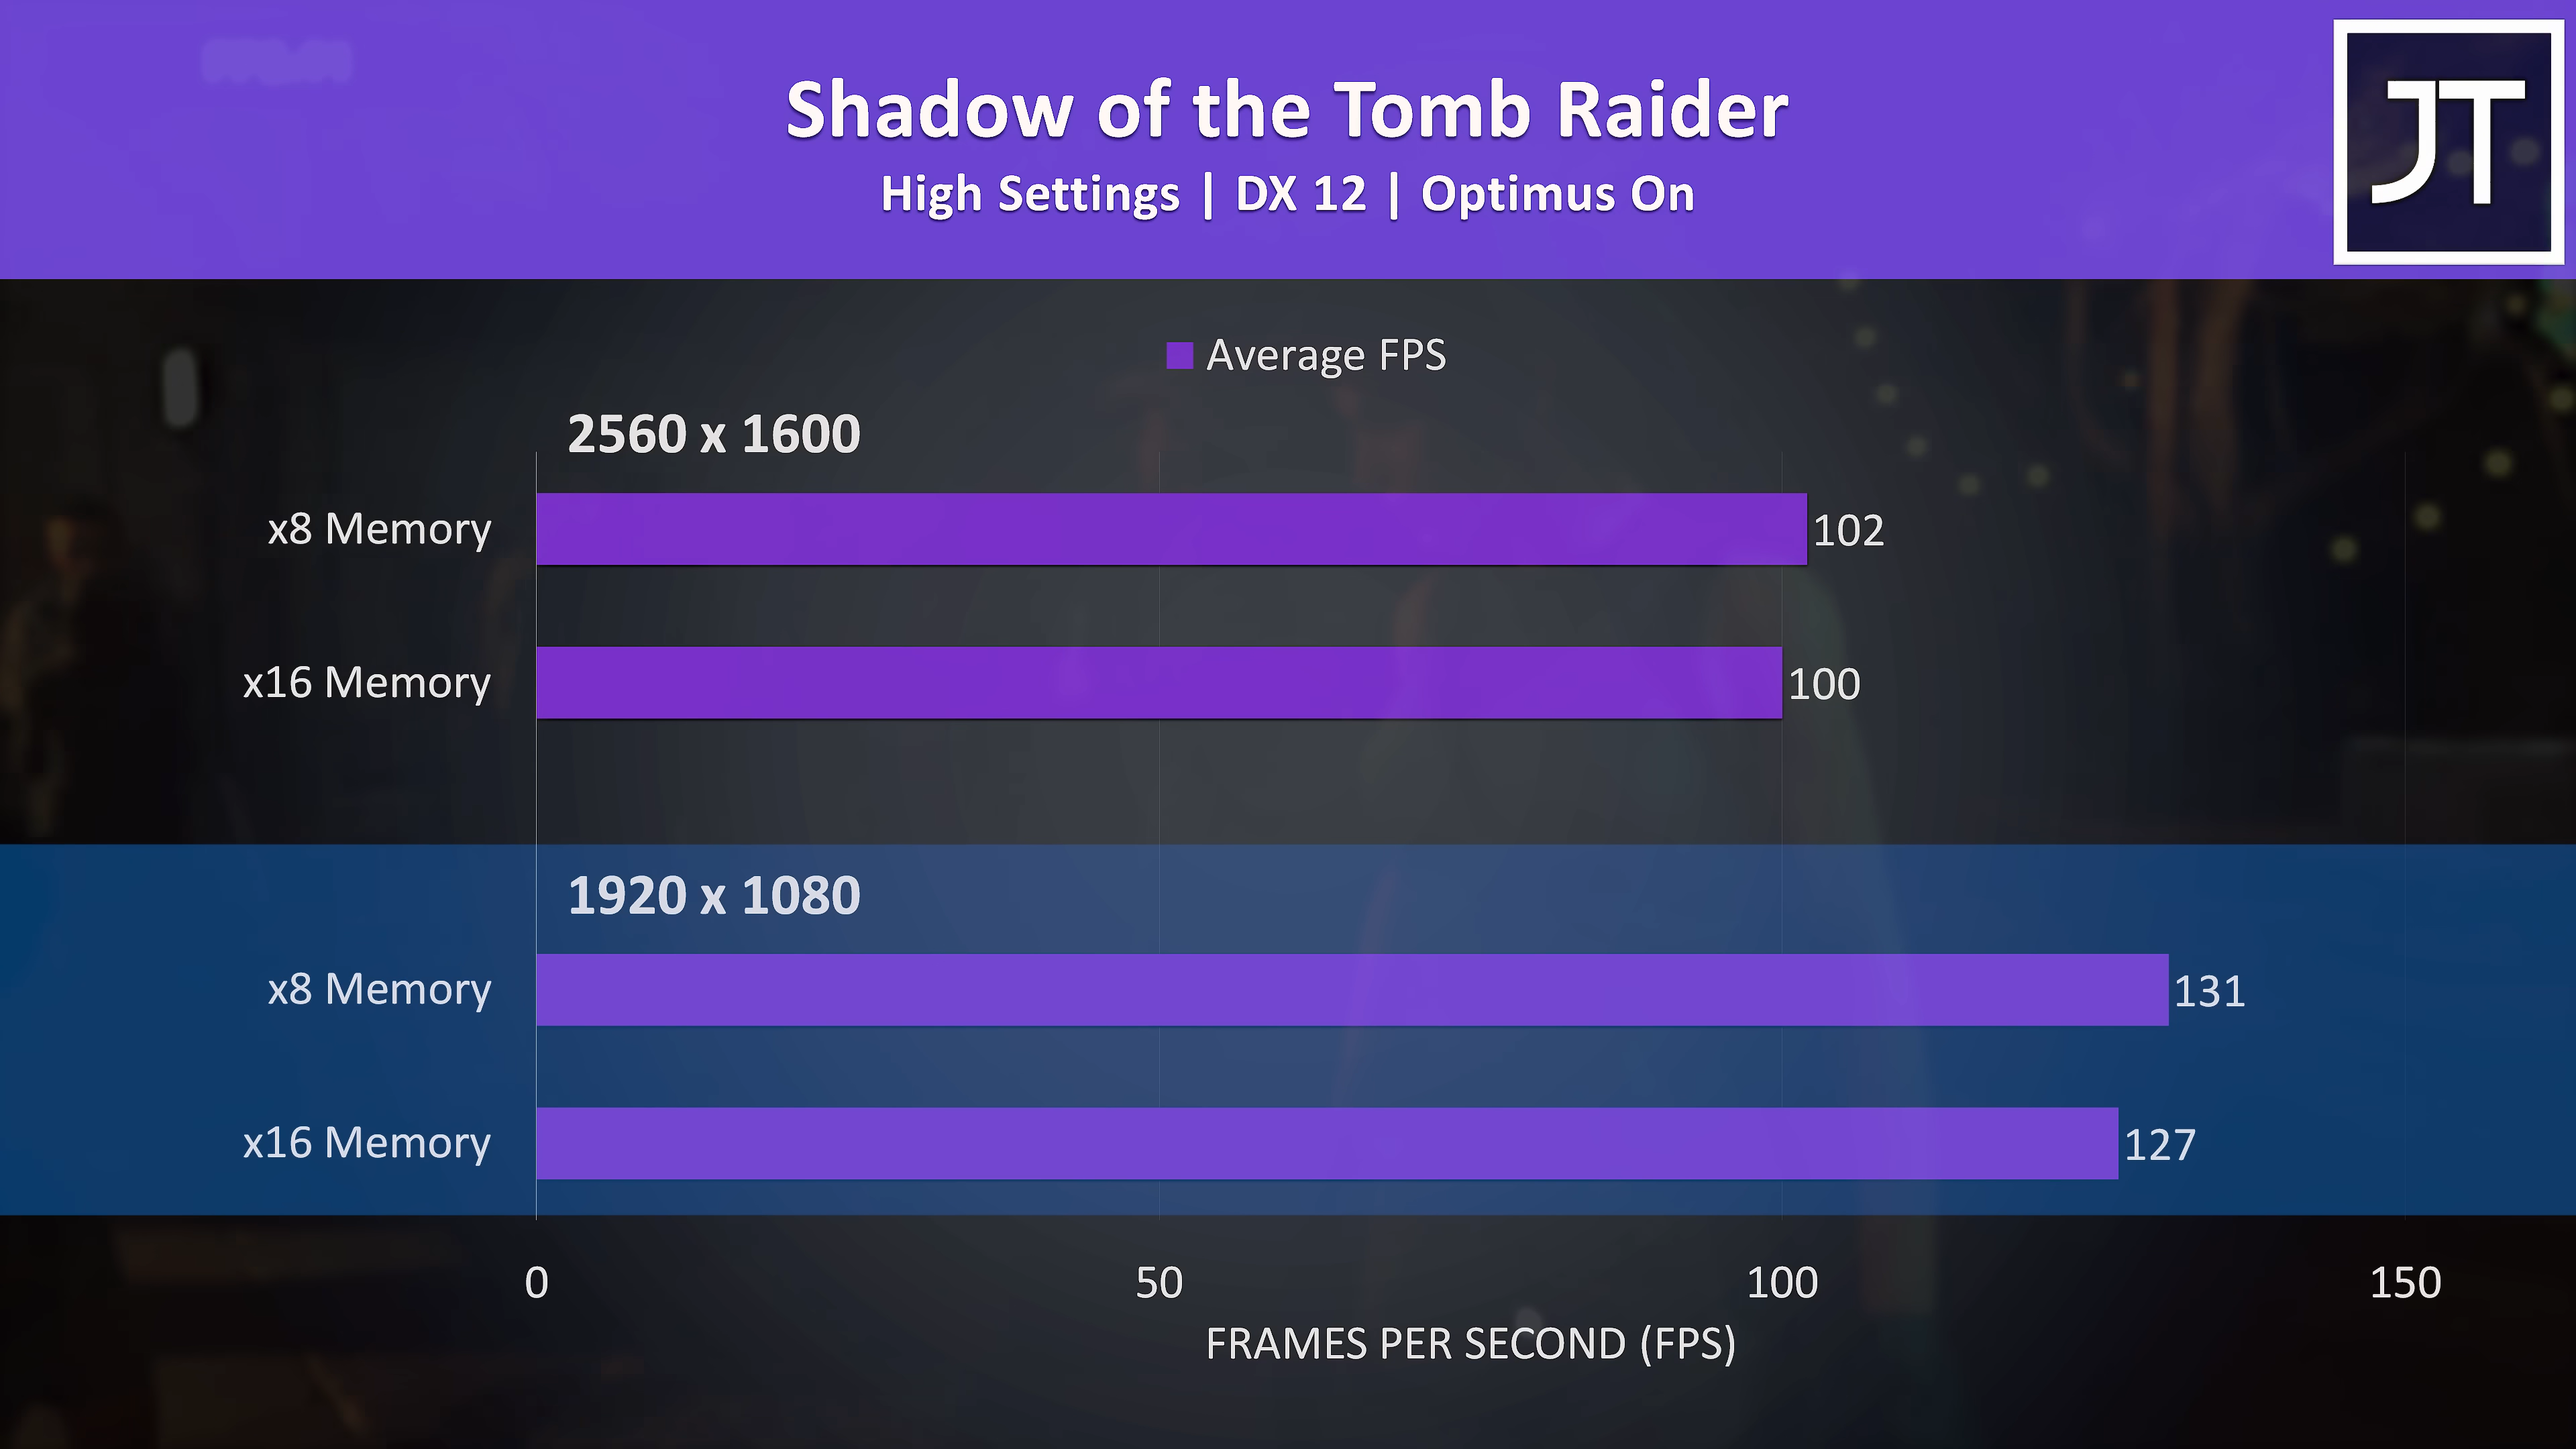 Shadow of the Tomb Raider
High Settings | DX 12 | Optimus On
JT
Average FPS
2560 x 1600
x8 Memory 102
x16 Memory 100
1920 x 1080
x8 Memory 131
x16 Memory 127
0 50 100 150
FRAMES PER SECOND (FPS)